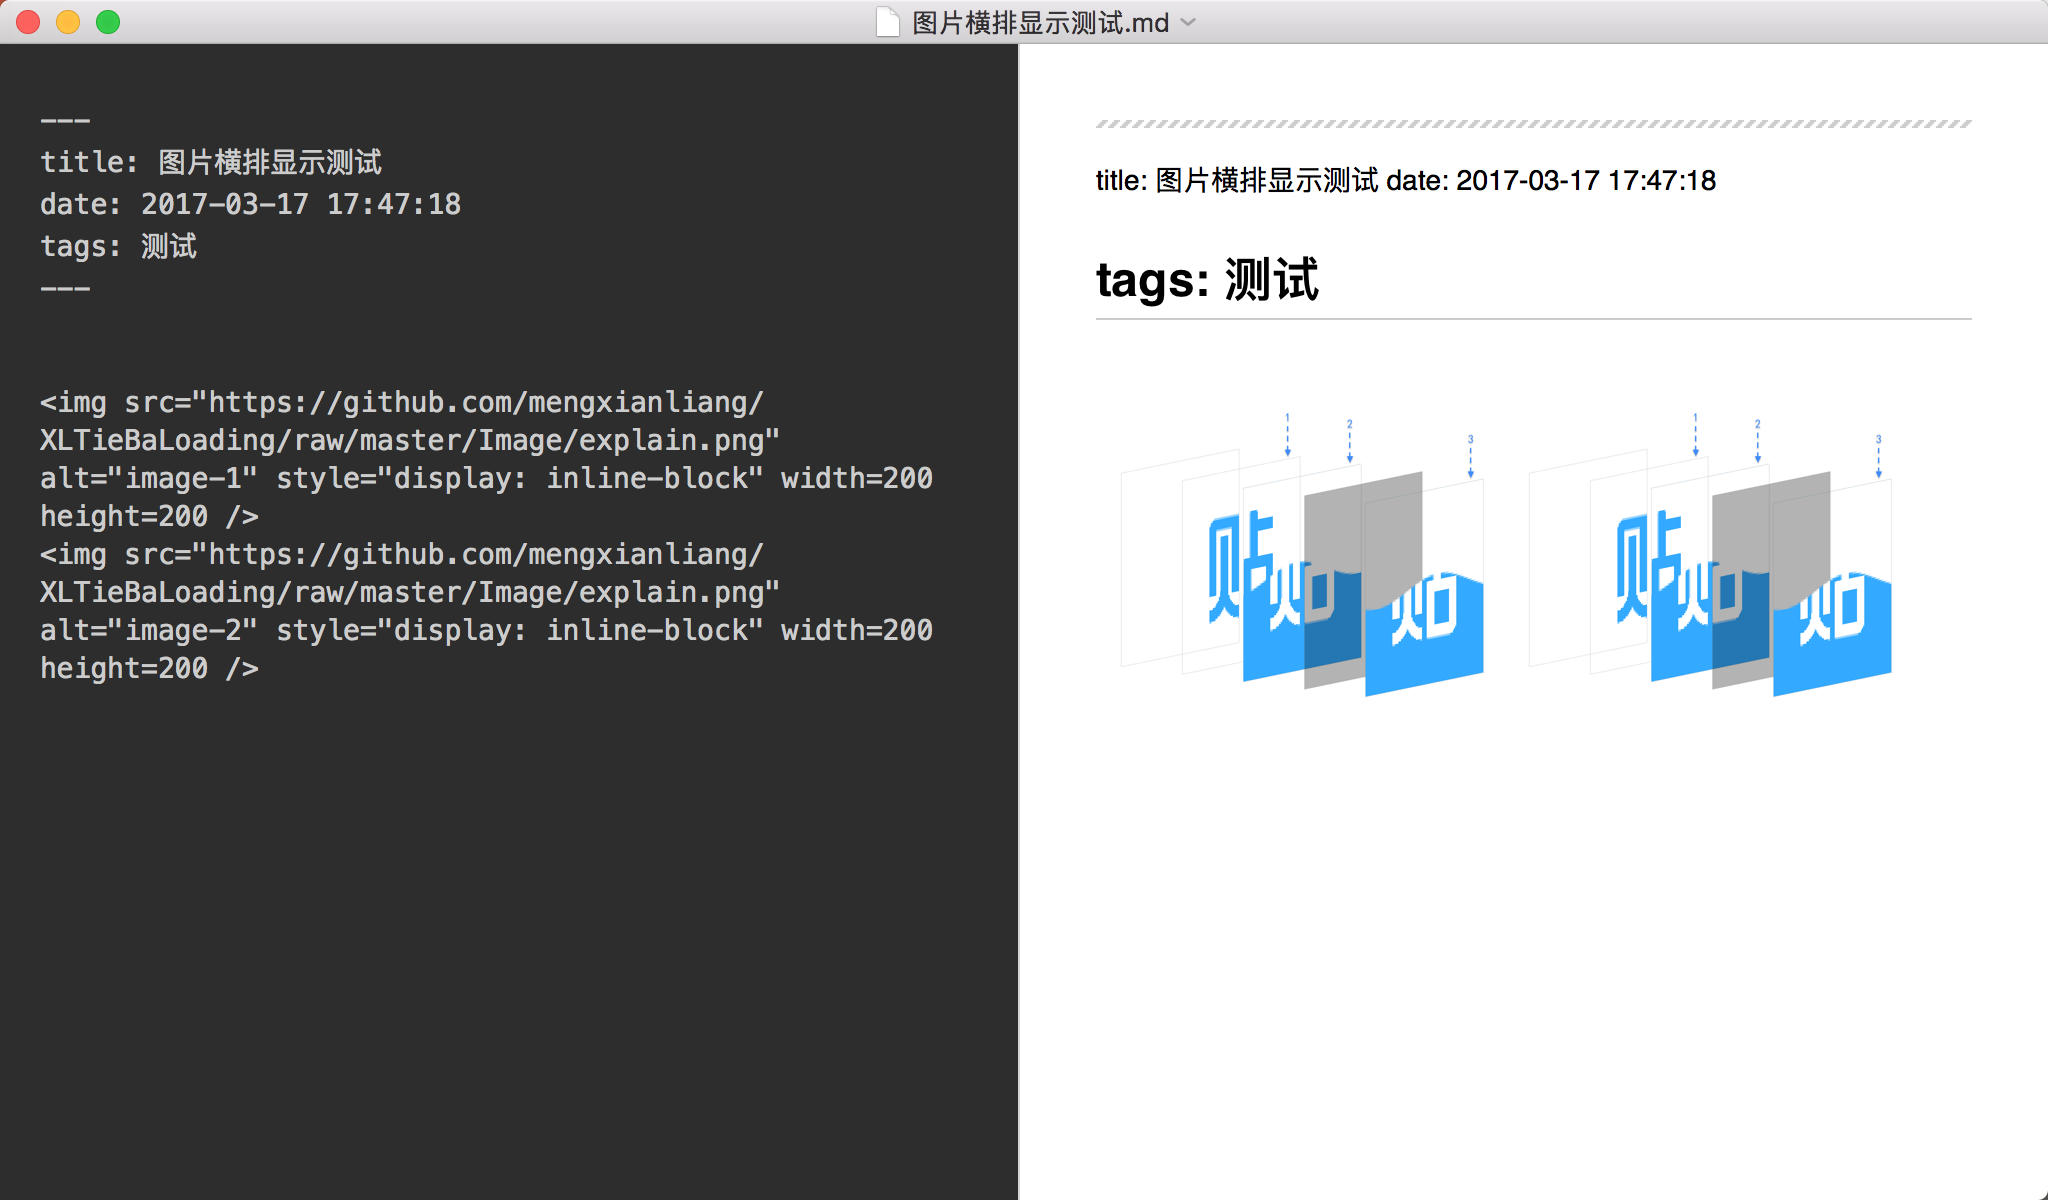 图片横排显示测试.md
---
title: 图片横排显示测试
date: 2017-03-17 17:47:18
tags: 测试
---
<img src="https://github.com/mengxianliang/
XLTieBaLoading/raw/master/Image/explain.png"
alt="image-1" style="display: inline-block" width=200
height=200 />
<img src="https://github.com/mengxianliang/
XLTieBaLoading/raw/master/Image/explain.png"
alt="image-2" style="display: inline-block" width=200
height=200 />
title: 图片横排显示测试 date: 2017-03-17 17:47:18
tags: 测试
1
2
3
贴
贴
贴
1
2
3
贴
贴
贴